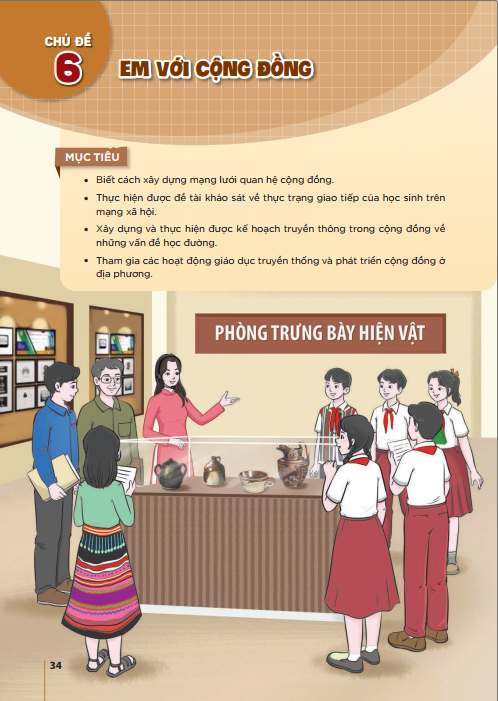 CHỦ ĐỀ
6
EM VỚI CỘNG ĐỒNG
MỤC TIÊU
• Biết cách xây dựng mạng lưới quan hệ cộng đồng.
• Thực hiện được đề tài khảo sát về thực trạng giao tiếp của học sinh trên
mạng xã hội.
• Xây dựng và thực hiện được kế hoạch truyền thông trong cộng đồng về
những vấn đề học đường.
• Tham gia các hoạt động giáo dục truyền thống và phát triển cộng đồng ở
địa phương.
PHÒNG TRƯNG BÀY HIỆN VẬT
34